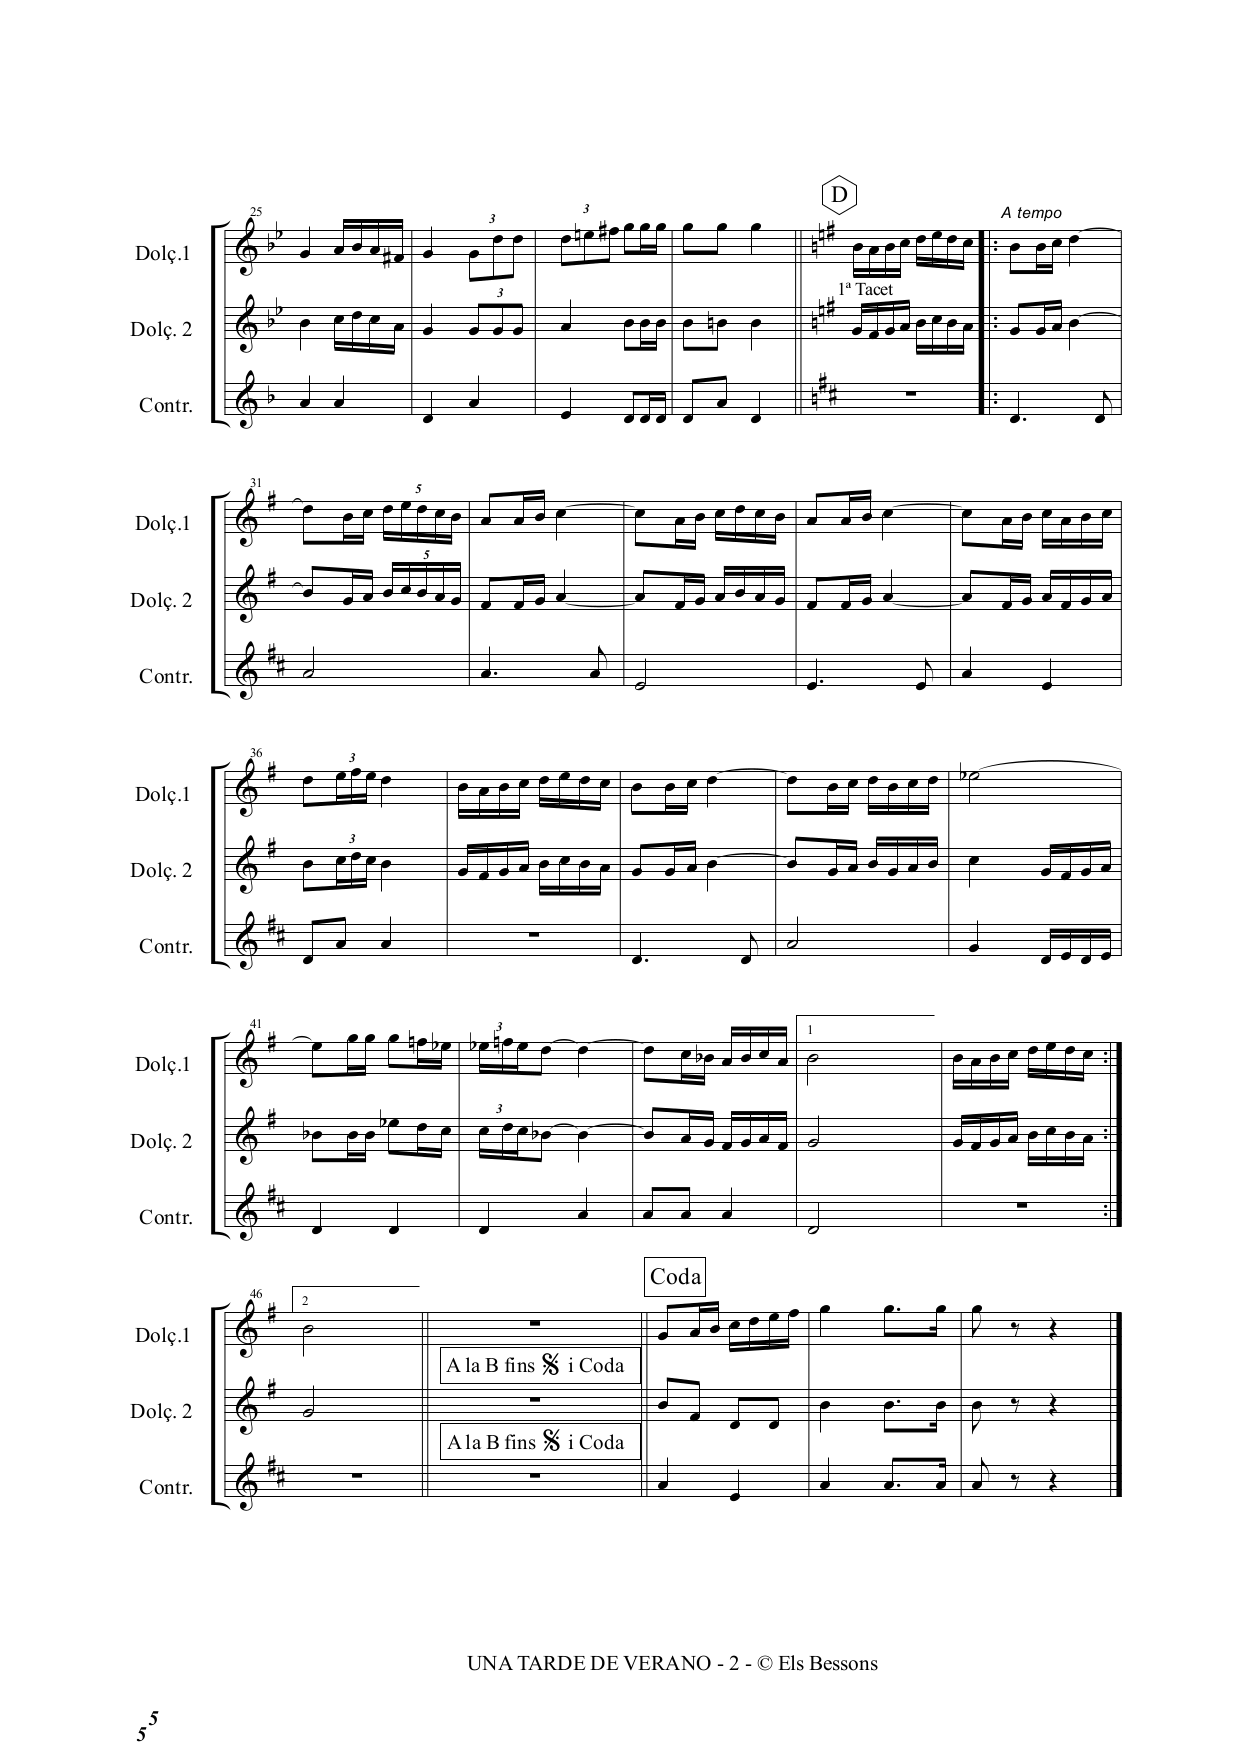 D
25
A tempo
3
3
Dolç.1
1ª Tacet
3
Dolç. 2
Contr.
31
5
Dolç.1
5
Dolç. 2
Contr.
36
3
Dolç.1
3
Dolç. 2
Contr.
41
1
3
Dolç.1
3
Dolç. 2
Contr.
Coda
46
2
Dolç.1
A la B fins 𝄋 i Coda
Dolç. 2
A la B fins 𝄋 i Coda
Contr.
UNA TARDE DE VERANO - 2 - © Els Bessons
5
5